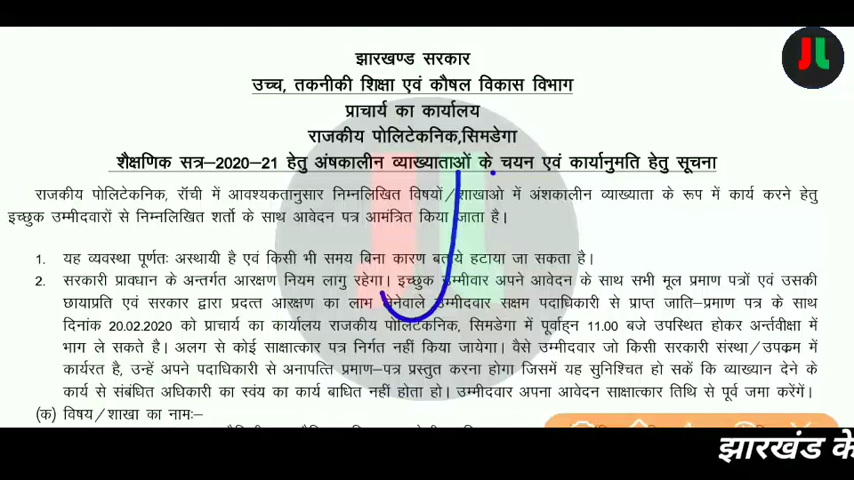 झारखण्ड सरकार
उच्च, तकनीकी शिक्षा एवं कौषल विकास विभाग
प्राचार्य का कार्यालय
राजकीय पोलिटेकनिक,सिमडेगा
शैक्षणिक सत्र–2020–21 हेतु अंषकालीन व्याख्याताओं के चयन एवं कार्यानुमति हेतु सूचना
राजकीय पोलिटेकनिक, राँची में आवश्यकतानुसार निम्नलिखित विषयों/शाखाओ में अंशकालीन व्याख्याता के रूप में कार्य करने हेतु
इच्छुक उम्मीदवारों से निम्नलिखित शर्तो के साथ आवेदन पत्र आमंत्रित किया जाता है।
1. यह व्यवस्था पूर्णतः अस्थायी है एवं किसी भी समय बिना कारण बताये हटाया जा सकता है।
2. सरकारी प्रावधान के अन्तर्गत आरक्षण नियम लागु रहेगा। इच्छुक उम्मीवार अपने आवेदन के साथ सभी मूल प्रमाण पत्रों एवं उसकी
छायाप्रति एवं सरकार द्वारा प्रदत्त आरक्षण का लाभ लेनेवाले उम्मीदवार सक्षम पदाधिकारी से प्राप्त जाति–प्रमाण पत्र के साथ
दिनांक 20.02.2020 को प्राचार्य का कार्यालय राजकीय पोलिटेकनिक, सिमडेगा में पूर्वाह्न 11.00 बजे उपस्थित होकर अर्न्तवीक्षा में
भाग ले सकते है। अलग से कोई साक्षात्कार पत्र निर्गत नहीं किया जायेगा। वैसे उम्मीदवार जो किसी सरकारी संस्था/उपक्रम में
कार्यरत है, उन्हें अपने पदाधिकारी से अनापत्ति प्रमाण–पत्र प्रस्तुत करना होगा जिसमें यह सुनिश्चित हो सकें कि व्याख्यान देने के
कार्य से संबंधित अधिकारी का स्वंय का कार्य बाधित नहीं होता हो। उम्मीदवार अपना आवेदन साक्षात्कार तिथि से पूर्व जमा करेंगें।
(क) विषय/शाखा का नामः–
झारखंड के